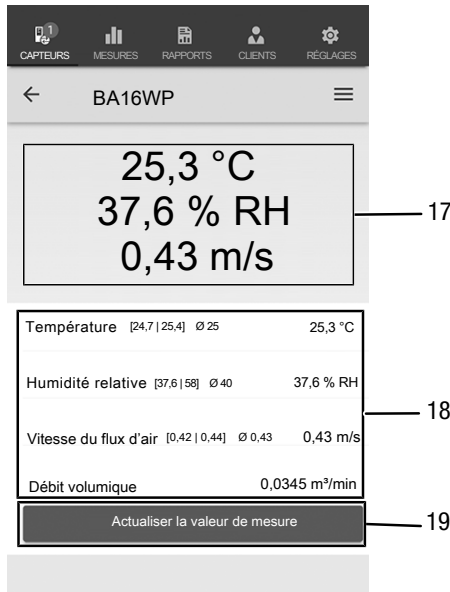 1
CAPTEURS MESURES RAPPORTS CLIENTS RÉGLAGES
BA16WP
25,3 °C
37,6 % RH
0,43 m/s
17
Température [24,7 | 25,4] Ø 25 25,3 °C
Humidité relative [37,6 | 58] Ø 40 37,6 % RH
18
Vitesse du flux d'air [0,42 | 0,44] Ø 0,43 0,43 m/s
Débit volumique 0,0345 m³/min
Actualiser la valeur de mesure
19